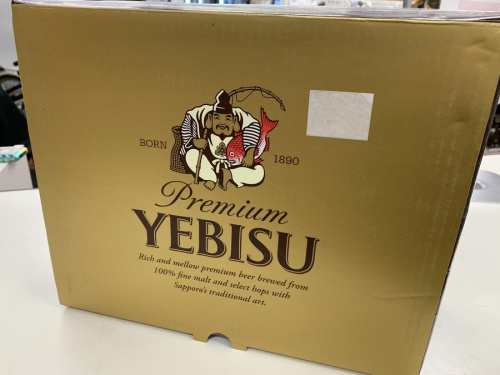 BORN 1890
Premium
YEBISU
Rich and mellow premium beer brewed from
100% fine malt and select hops with
Sapporo's traditional art.